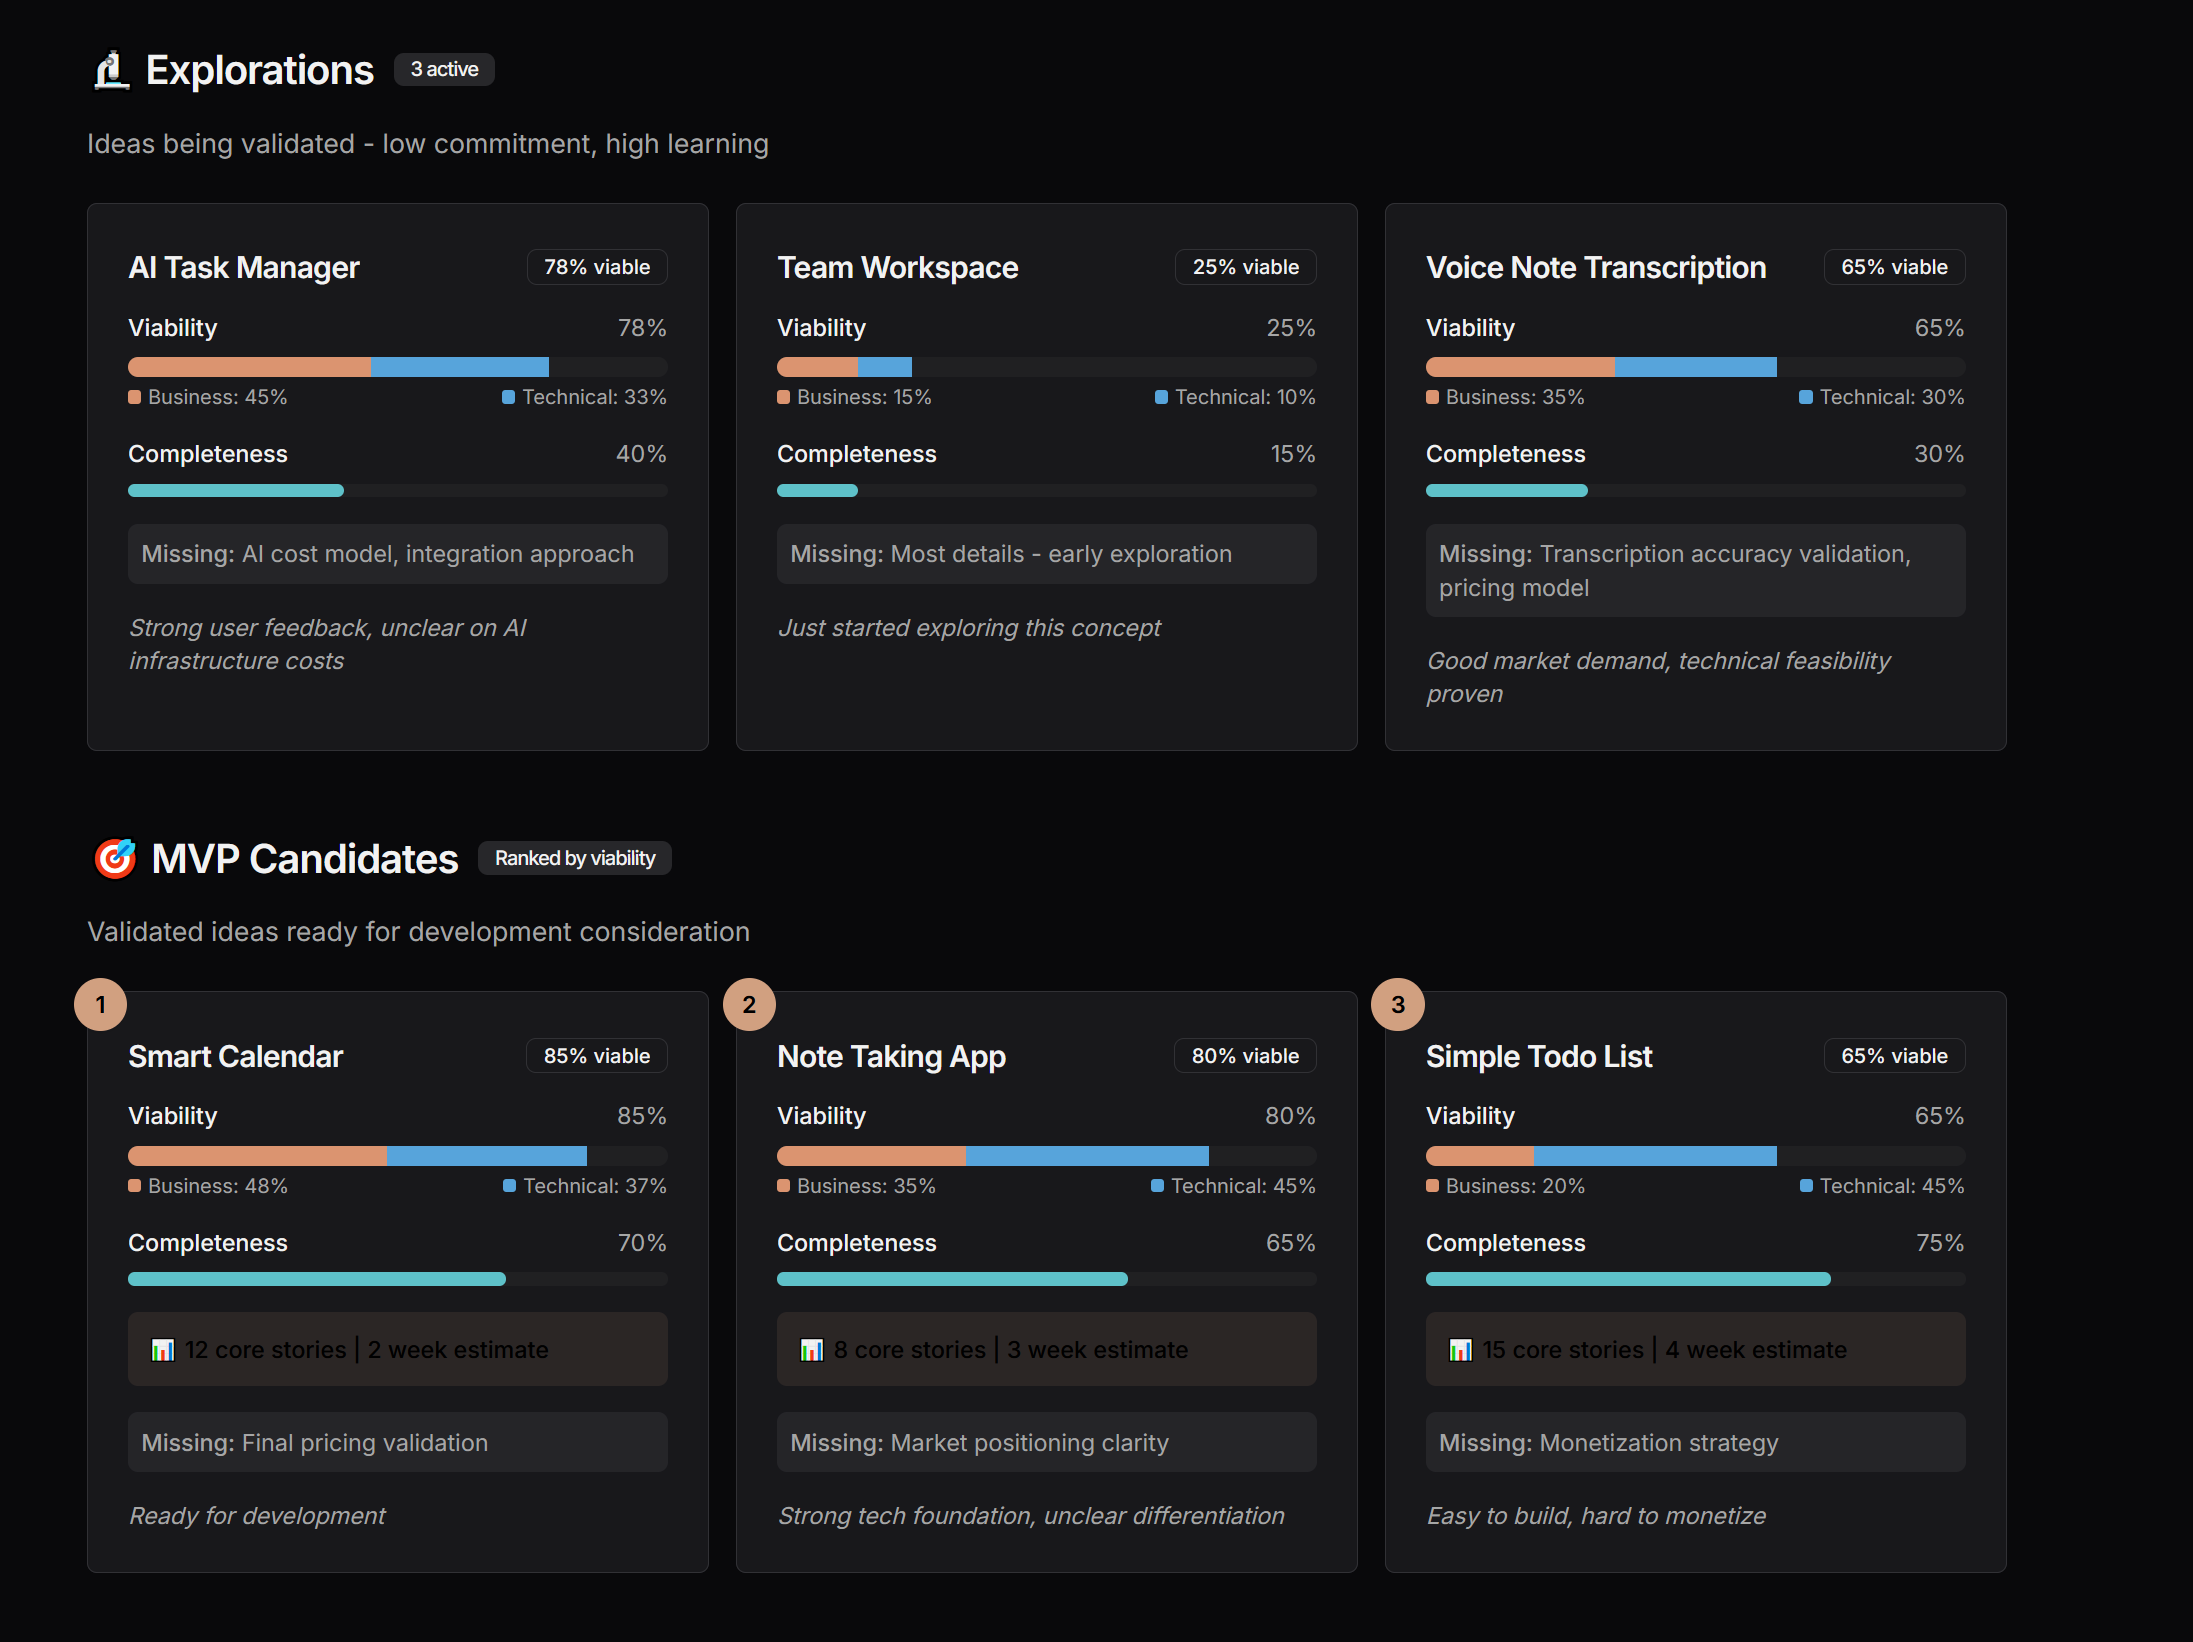 Explorations 3 active
Ideas being validated - low commitment, high learning
AI Task Manager 78% viable
Viability 78%
Business: 45% Technical: 33%
Completeness 40%
Missing: AI cost model, integration approach
Strong user feedback, unclear on AI
infrastructure costs
Team Workspace 25% viable
Viability 25%
Business: 15% Technical: 10%
Completeness 15%
Missing: Most details - early exploration
Just started exploring this concept
Voice Note Transcription 65% viable
Viability 65%
Business: 35% Technical: 30%
Completeness 30%
Missing: Transcription accuracy validation,
pricing model
Good market demand, technical feasibility
proven
MVP Candidates Ranked by viability
Validated ideas ready for development consideration
1
Smart Calendar 85% viable
Viability 85%
Business: 48% Technical: 37%
Completeness 70%
12 core stories | 2 week estimate
Missing: Final pricing validation
Ready for development
2
Note Taking App 80% viable
Viability 80%
Business: 35% Technical: 45%
Completeness 65%
8 core stories | 3 week estimate
Missing: Market positioning clarity
Strong tech foundation, unclear differentiation
3
Simple Todo List 65% viable
Viability 65%
Business: 20% Technical: 45%
Completeness 75%
15 core stories | 4 week estimate
Missing: Monetization strategy
Easy to build, hard to monetize